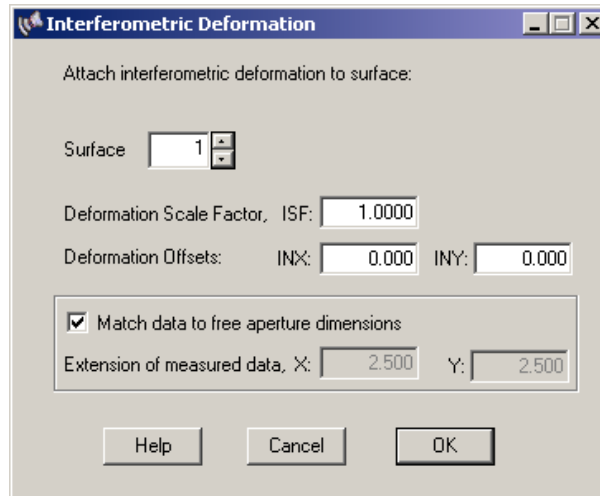 Interferometric Deformation
Attach interferometric deformation to surface:
Surface 1
Deformation Scale Factor, ISF: 1.0000
Deformation Offsets: INX: 0.000 INY: 0.000
Match data to free aperture dimensions
Extension of measured data, X: 2.500 Y: 2.500
Help Cancel OK